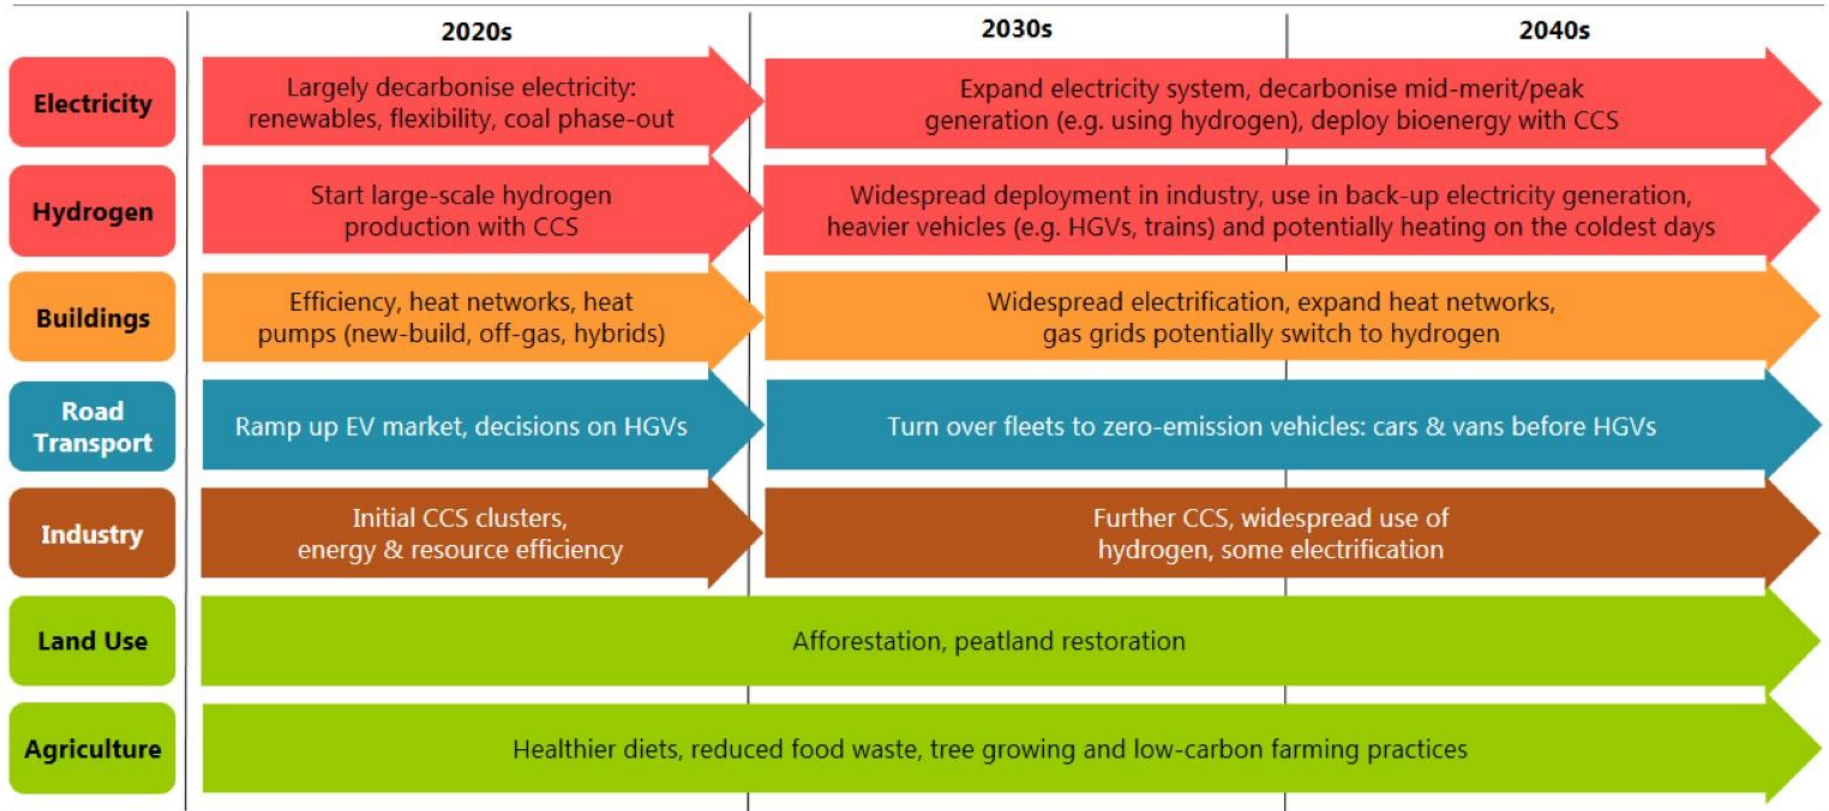 2020s
2030s
2040s
Electricity
Largely decarbonise electricity:
renewables, flexibility, coal phase-out
Expand electricity system, decarbonise mid-merit/peak
generation (e.g. using hydrogen), deploy bioenergy with CCS
Hydrogen
Start large-scale hydrogen
production with CCS
Widespread deployment in industry, use in back-up electricity generation,
heavier vehicles (e.g. HGVs, trains) and potentially heating on the coldest days
Buildings
Efficiency, heat networks, heat
pumps (new-build, off-gas, hybrids)
Widespread electrification, expand heat networks,
gas grids potentially switch to hydrogen
Road
Transport
Ramp up EV market, decisions on HGVs
Turn over fleets to zero-emission vehicles: cars & vans before HGVs
Industry
Initial CCS clusters,
energy & resource efficiency
Further CCS, widespread use of
hydrogen, some electrification
Land Use
Afforestation, peatland restoration
Agriculture
Healthier diets, reduced food waste, tree growing and low-carbon farming practices